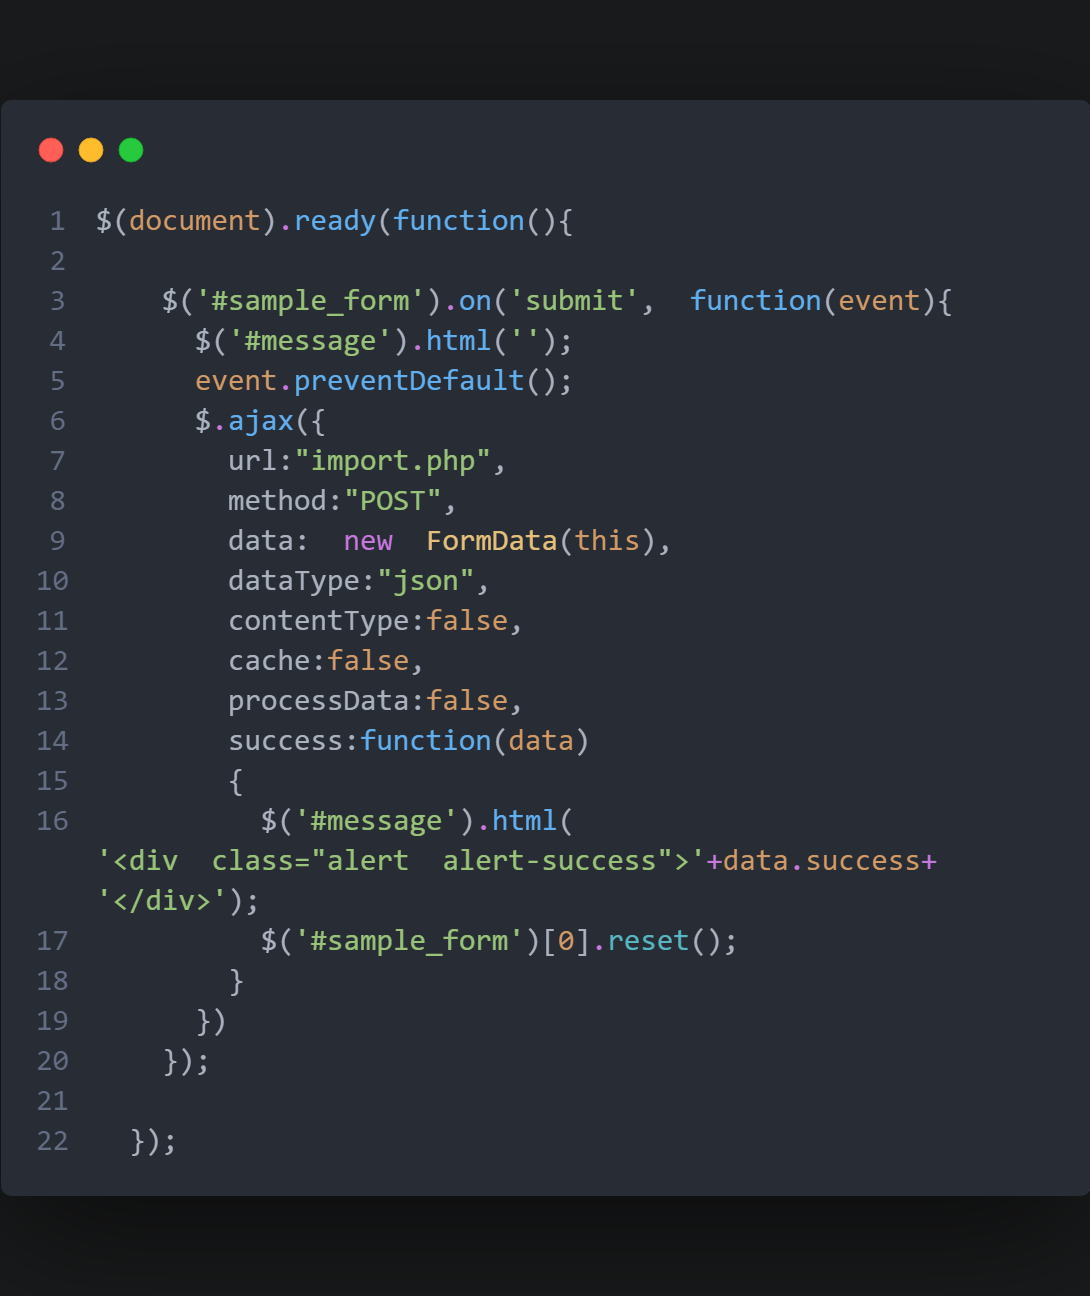 1 $(document).ready(function(){
2
3     $('#sample_form').on('submit',  function(event){
4       $('#message').html('');
5       event.preventDefault();
6       $.ajax({
7         url:"import.php",
8         method:"POST",
9         data:  new  FormData(this),
10         dataType:"json",
11         contentType:false,
12         cache:false,
13         processData:false,
14         success:function(data)
15         {
16           $('#message').html(
'<div  class="alert  alert-success">'+data.success+
'</div>');
17           $('#sample_form')[0].reset();
18         }
19       })
20     });
21
22   });